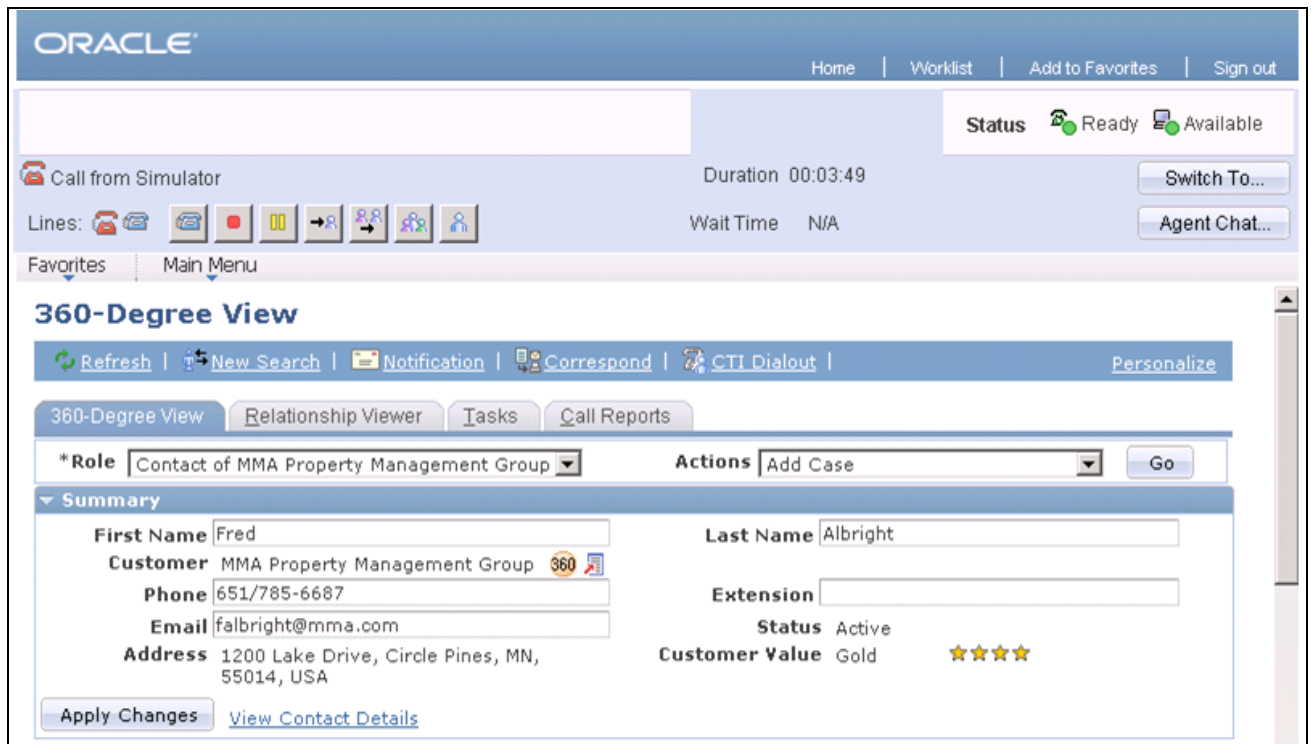 ORACLE
Home | Worklist | Add to Favorites | Sign out
Status Ready Available
Call from Simulator Duration 00:03:49 Switch To...
Lines: Wait Time N/A Agent Chat...
Favorites Main Menu
360-Degree View
Refresh | New Search | Notification | Correspond | CTI Dialout | Personalize
360-Degree View Relationship Viewer Tasks Call Reports
*Role Contact of MMA Property Management Group Actions Add Case Go
Summary
First Name Fred Last Name Albright
Customer MMA Property Management Group 360
Phone 651/785-6687 Extension
Email falbright@mma.com Status Active
Address 1200 Lake Drive, Circle Pines, MN, Customer Value Gold
55014, USA
Apply Changes View Contact Details